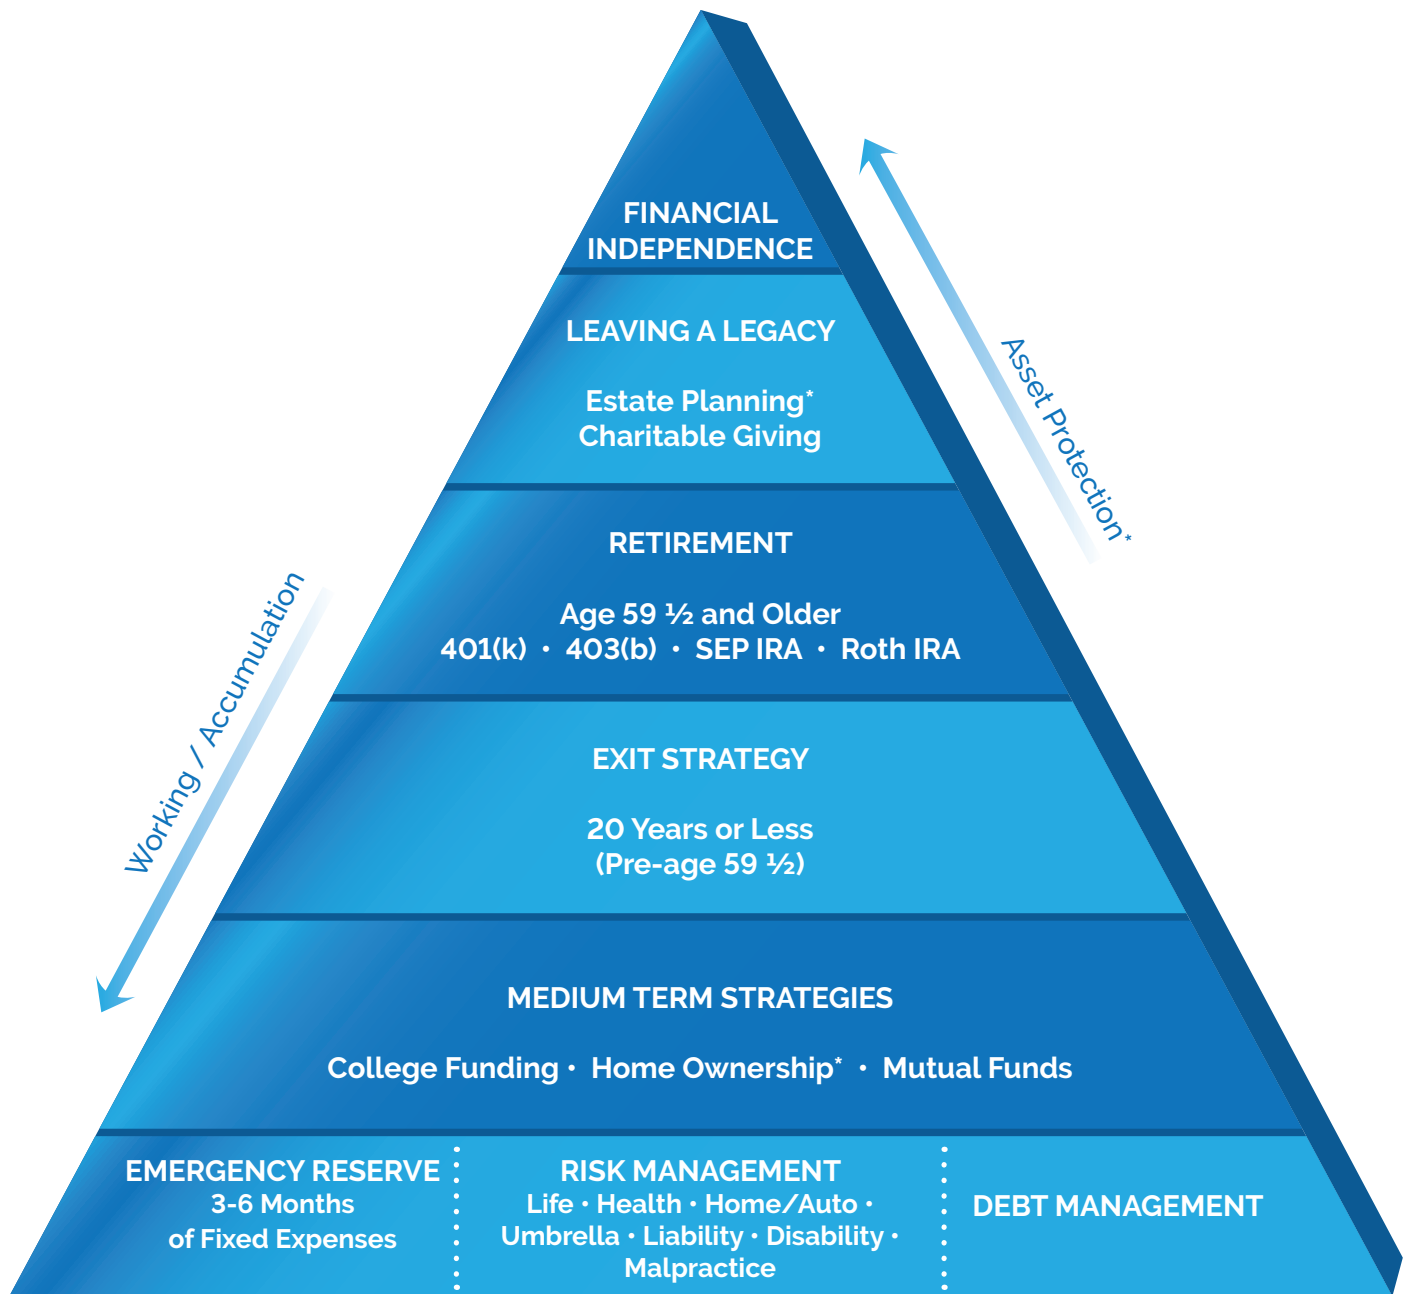 FINANCIAL
INDEPENDENCE
LEAVING A LEGACY
Estate Planning*
Charitable Giving
Asset Protection*
RETIREMENT
Age 59 ½ and Older
401(k) • 403(b) • SEP IRA • Roth IRA
Working / Accumulation
EXIT STRATEGY
20 Years or Less
(Pre-age 59 ½)
MEDIUM TERM STRATEGIES
College Funding • Home Ownership* • Mutual Funds
EMERGENCY RESERVE
3-6 Months
of Fixed Expenses
RISK MANAGEMENT
Life • Health • Home/Auto •
Umbrella • Liability • Disability •
Malpractice
DEBT MANAGEMENT